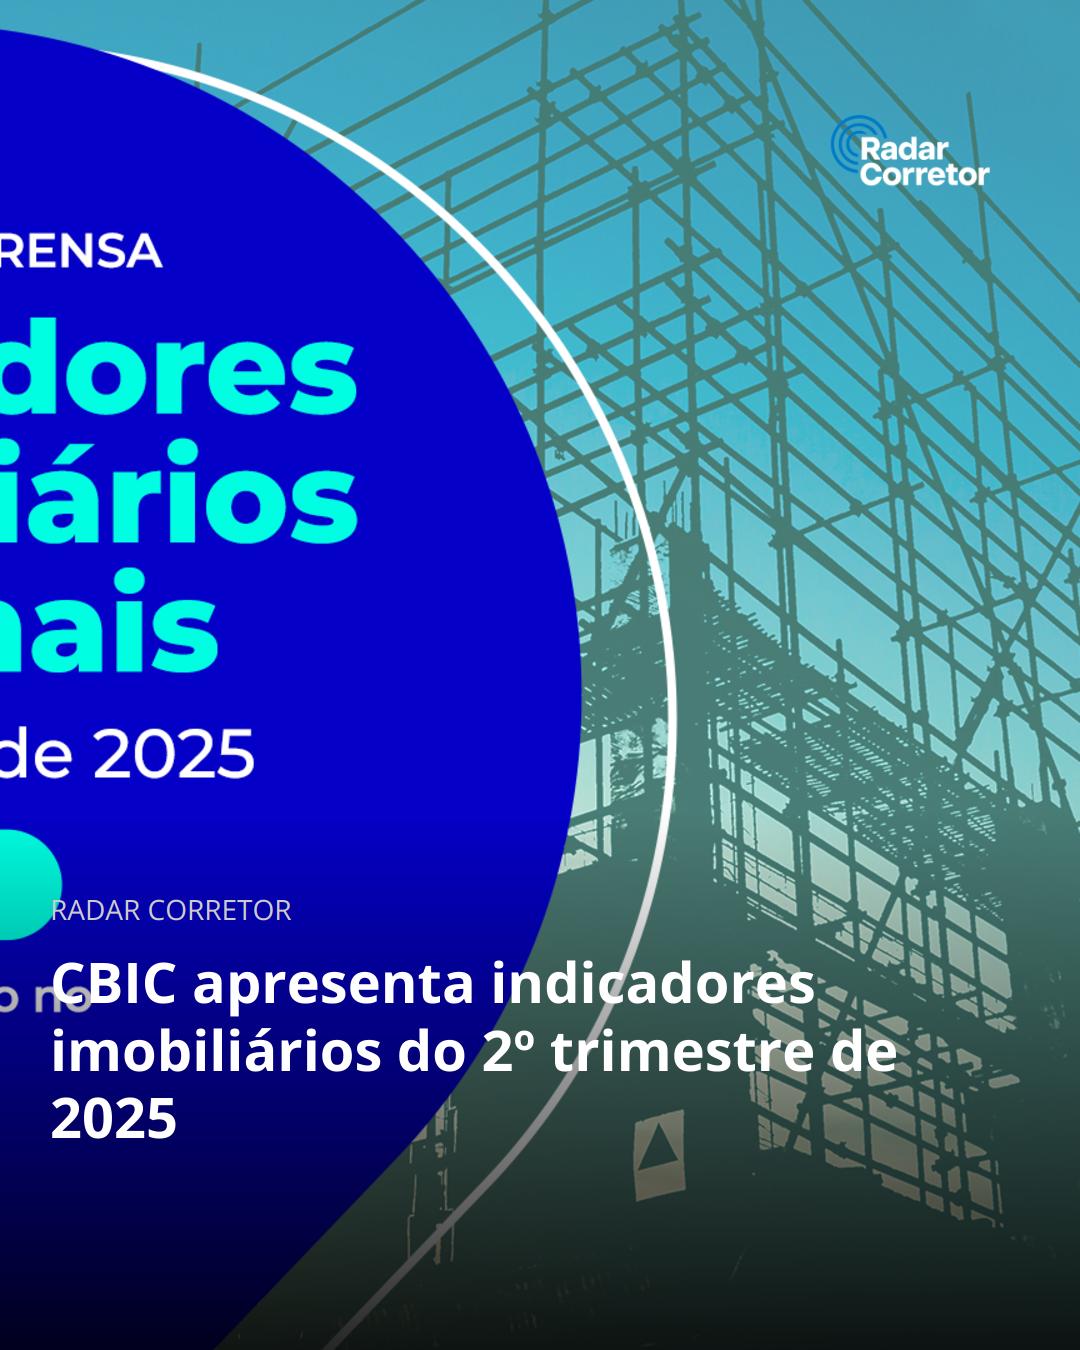 Radar
Corretor
RENSA
dores
iários
nais
de 2025
RADAR CORRETOR
o no
CBIC apresenta indicadores
imobiliários do 2º trimestre de
2025